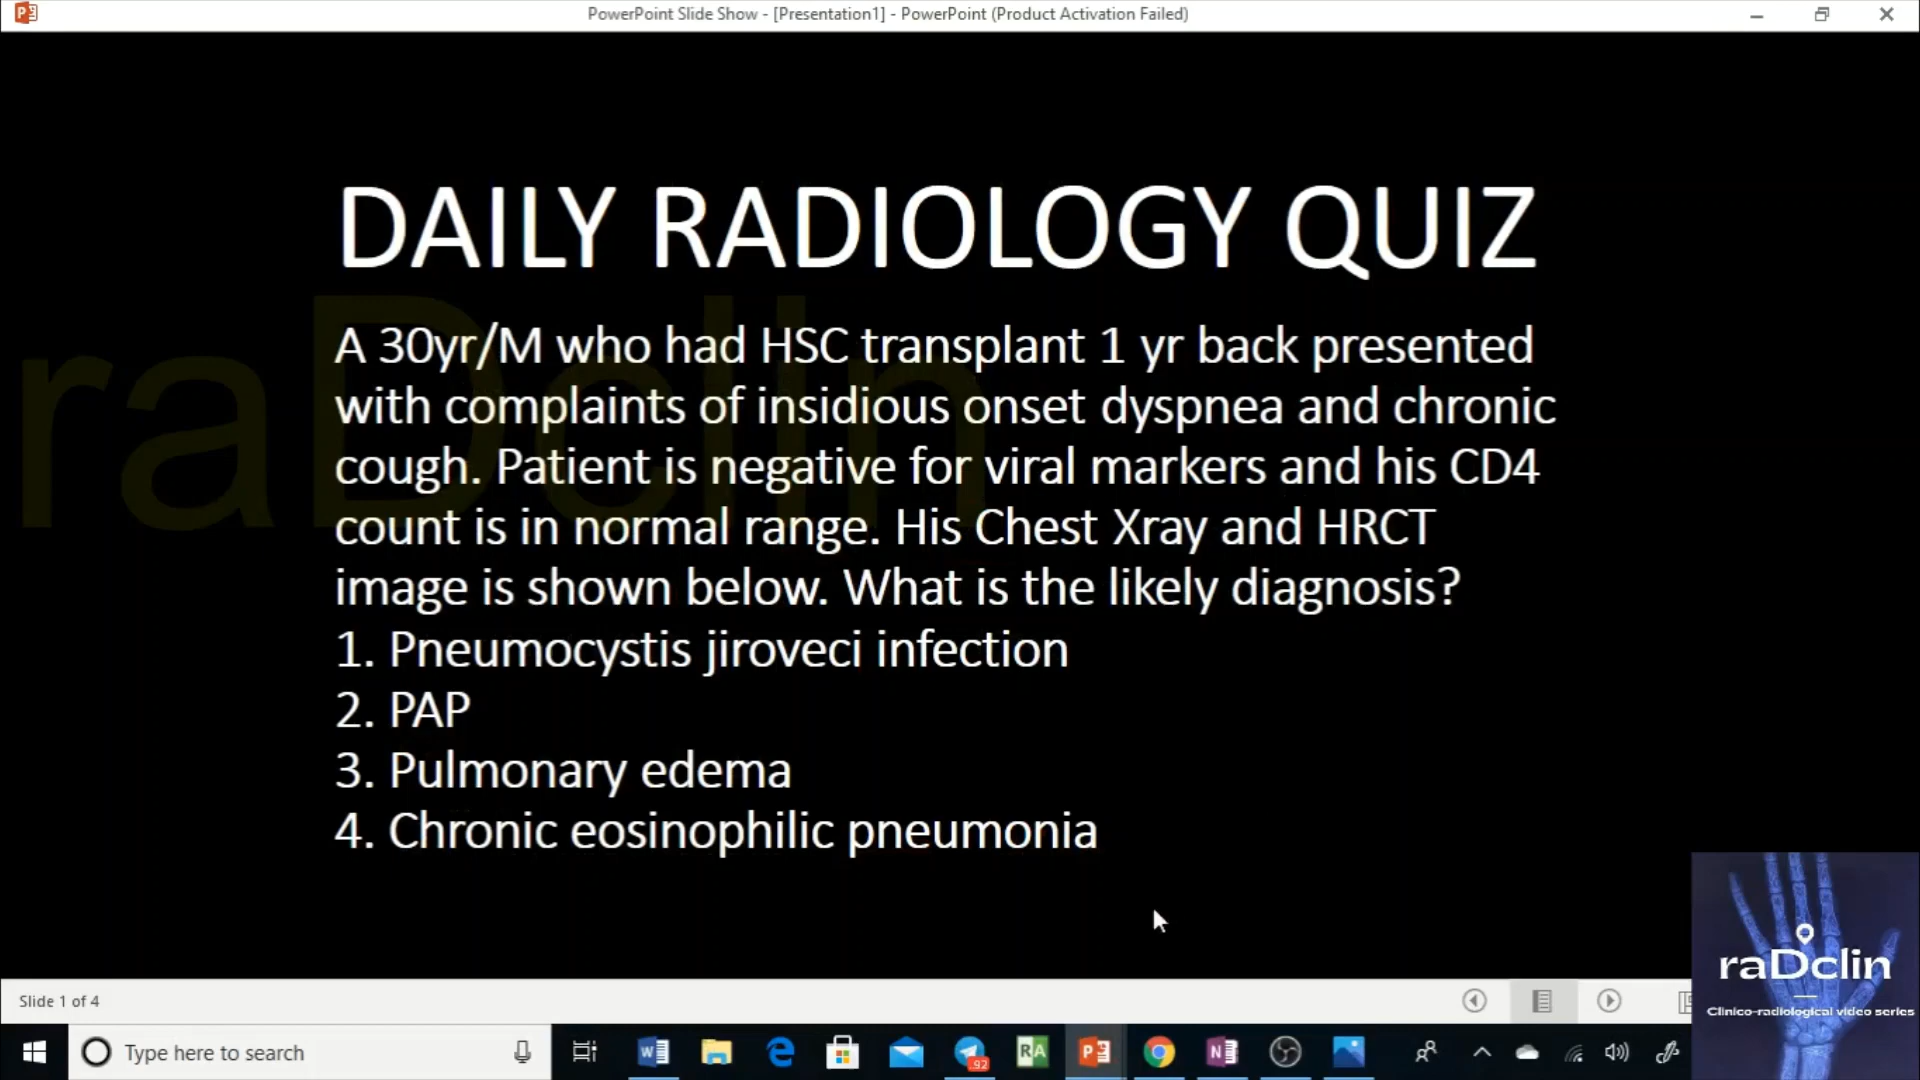 PowerPoint Slide Show - [Presentation1] - PowerPoint (Product Activation Failed)
DAILY RADIOLOGY QUIZ
A 30yr/M who had HSC transplant 1 yr back presented
with complaints of insidious onset dyspnea and chronic
cough. Patient is negative for viral markers and his CD4
count is in normal range. His Chest Xray and HRCT
image is shown below. What is the likely diagnosis?
1. Pneumocystis jiroveci infection
2. PAP
3. Pulmonary edema
4. Chronic eosinophilic pneumonia
raDclin
raDclin
Clinico-radiological video series
Slide 1 of 4
Type here to search
92